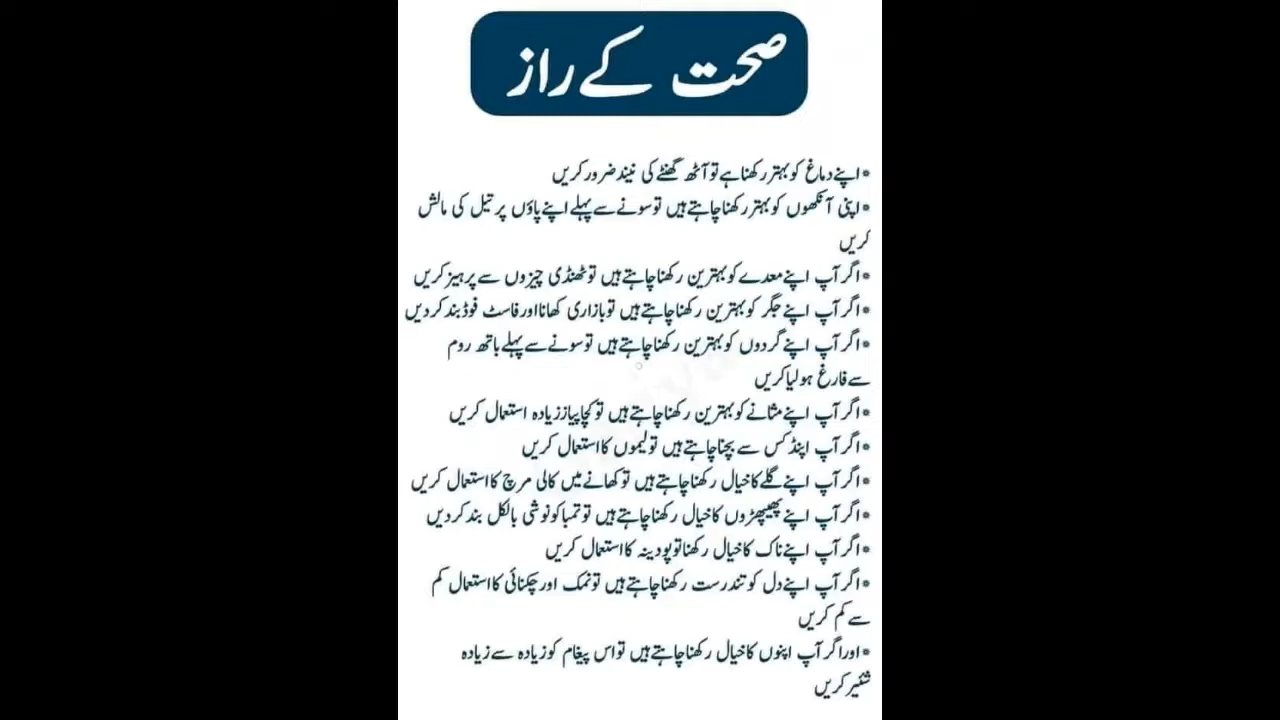 صحت کے راز
• اپنے دماغ کو بہتر رکھنا ہے تو آٹھ گھنٹے کی نیند ضرور کریں
• اپنی آنکھوں کو بہتر رکھنا چاہتے ہیں تو سونے سے پہلے اپنے پاؤں پر تیل کی مالش
کریں
• اگر آپ اپنے معدے کو بہترین رکھنا چاہتے ہیں تو ٹھنڈی چیزوں سے پرہیز کریں
• اگر آپ اپنے جگر کو بہترین رکھنا چاہتے ہیں تو بازاری کھانا اور فاسٹ فوڈ بند کر دیں
• اگر آپ اپنے گردوں کو بہترین رکھنا چاہتے ہیں تو سونے سے پہلے باتھ روم
سے فارغ ہو لیا کریں
• اگر آپ اپنے مثانے کو بہترین رکھنا چاہتے ہیں تو کچا پیاز زیادہ استعمال کریں
• اگر آپ اپنڈکس سے بچنا چاہتے ہیں تو لیموں کا استعمال کریں
• اگر آپ اپنے گلے کا خیال رکھنا چاہتے ہیں تو کھانے میں کالی مرچ کا استعمال کریں
• اگر آپ اپنے پھیپھڑوں کا خیال رکھنا چاہتے ہیں تو تمباکو نوشی بالکل بند کر دیں
• اگر آپ اپنے ناک کا خیال رکھنا تو پودینہ کا استعمال کریں
• اگر آپ اپنے دل کو تندرست رکھنا چاہتے ہیں تو نمک اور چکنائی کا استعمال کم
سے کم کریں
• اور اگر آپ اپنوں کا خیال رکھنا چاہتے ہیں تو اس پیغام کو زیادہ سے زیادہ
شئیر کریں